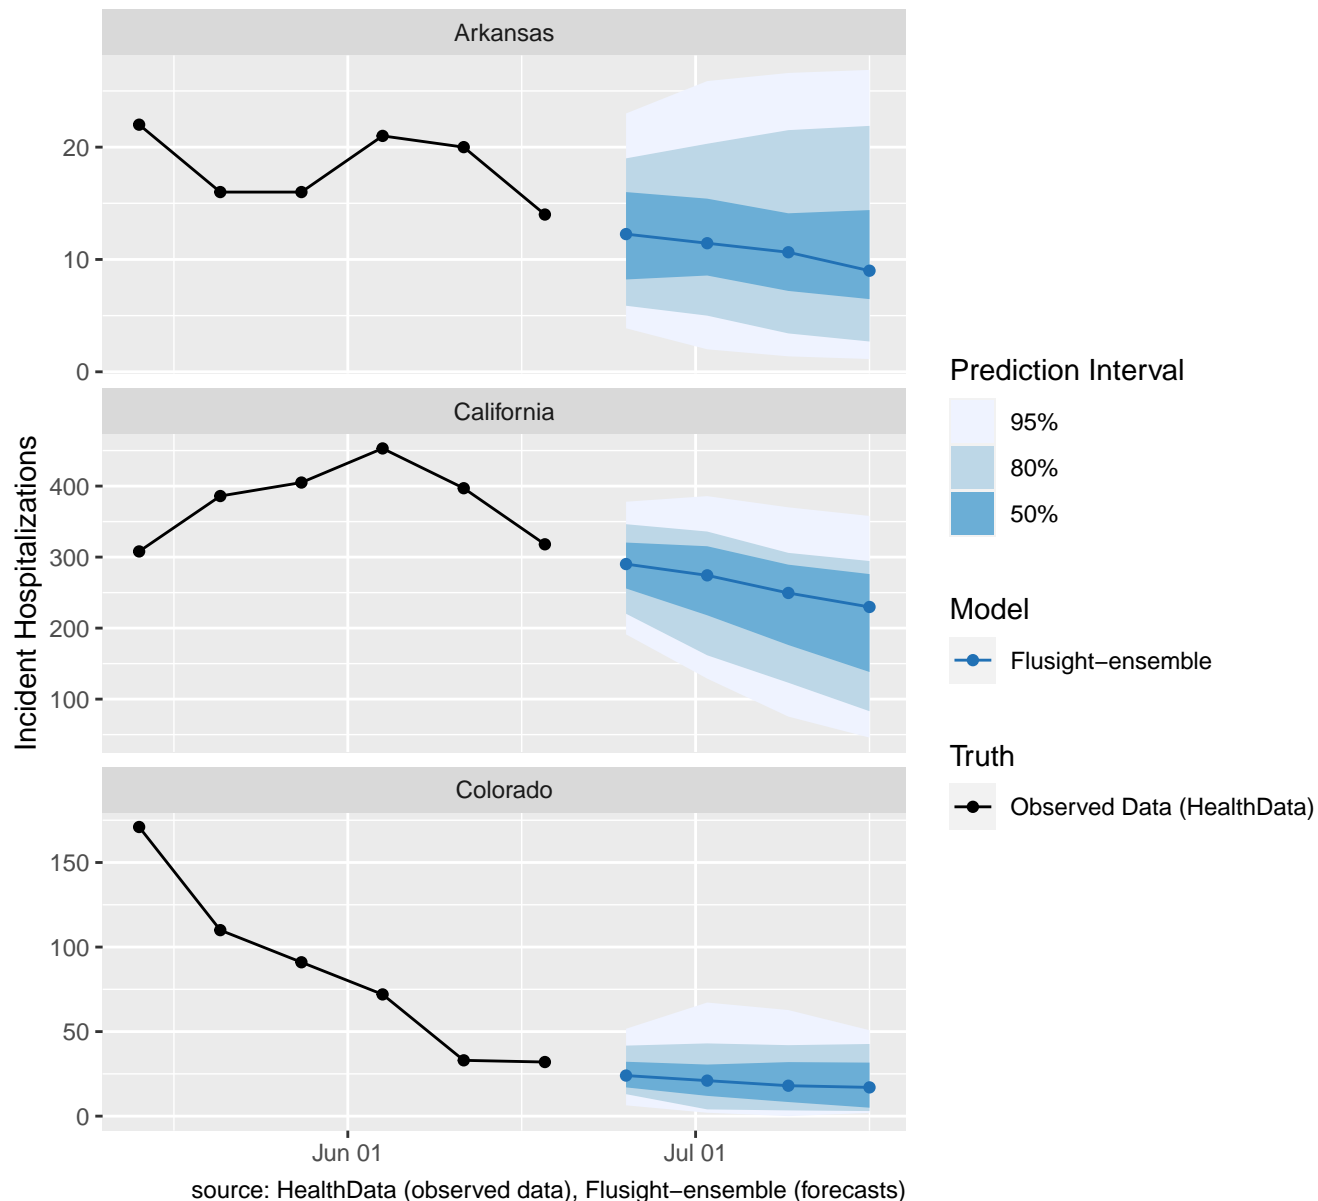 Arkansas
20
10
0
California
400
300
200
100
Colorado
150
100
50
0
Jun 01
Jul 01
Incident Hospitalizations
source: HealthData (observed data), Flusight−ensemble (forecasts)
Prediction Interval
95%
80%
50%
Model
Flusight−ensemble
Truth
Observed Data (HealthData)